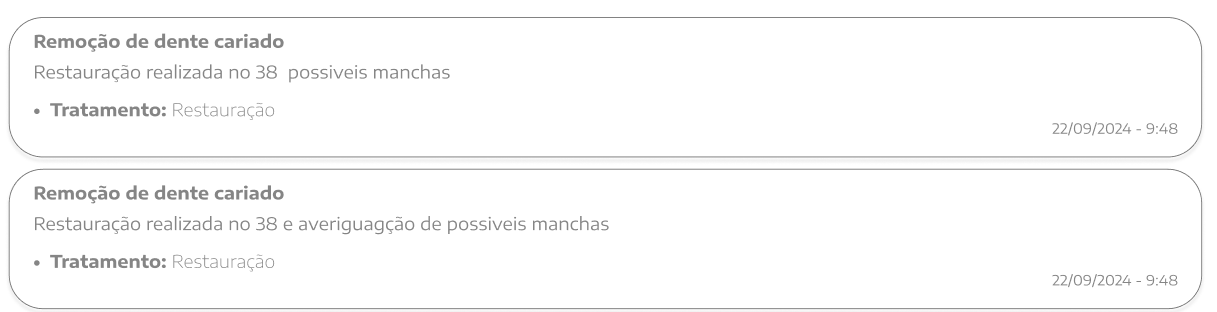 Remoção de dente cariado
Restauração realizada no 38  possiveis manchas
• Tratamento: Restauração
22/09/2024 - 9:48
Remoção de dente cariado
Restauração realizada no 38 e averiguagção de possiveis manchas
• Tratamento: Restauração
22/09/2024 - 9:48